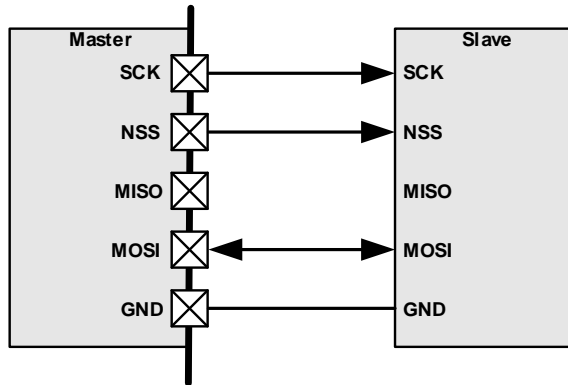 Master Slave
SCK SCK
NSS NSS
MISO MISO
MOSI MOSI
GND GND